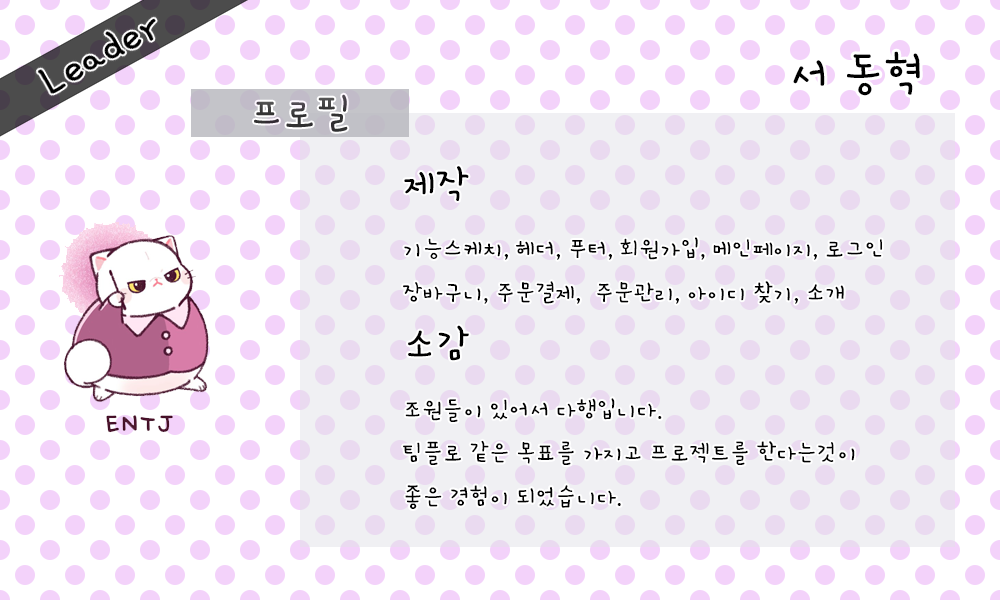 Leader
서 동혁
프로필
제작
기능스케치, 헤더, 푸터, 회원가입, 메인페이지, 로그인
장바구니, 주문결제, 주문관리, 아이디 찾기, 소개
소감
조원들이 있어서 다행입니다.
팀플로 같은 목표를 가지고 프로젝트를 한다는것이
좋은 경험이 되었습니다.
ENTJ